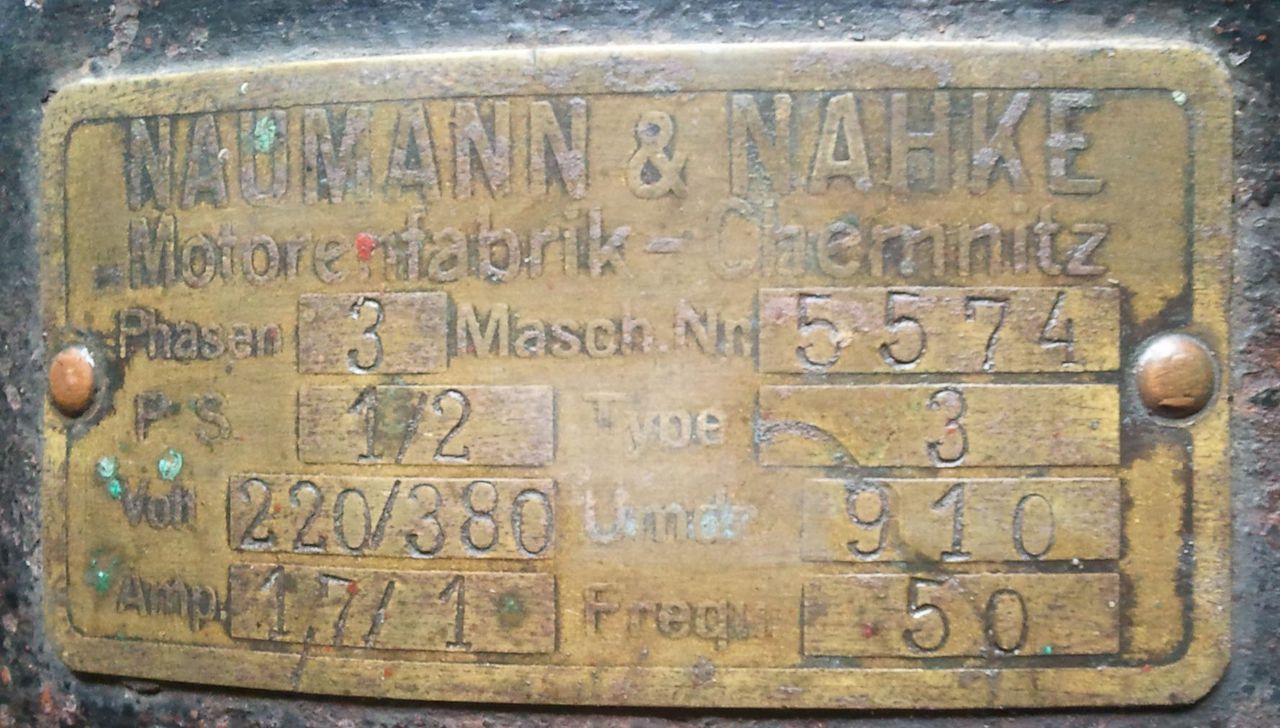 NAUMANN & NAHKE
Motorenfabrik - Chemnitz
Phasen 3 Masch. Nr. 5574
P.S. 1/2 Type 3
Volt 220/380 Umdr. 910
Amp. 1,7/1 Frequ. 50